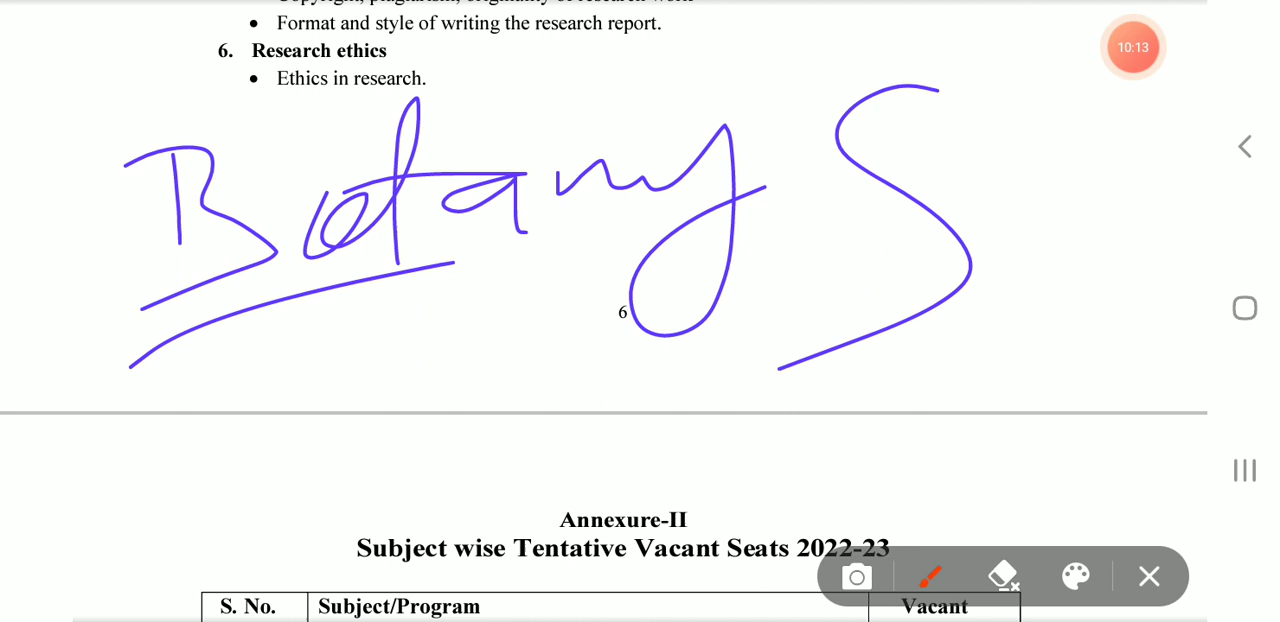 • Format and style of writing the research report.
10:13
6. Research ethics
• Ethics in research.
Botany S
6
Annexure-II
Subject wise Tentative Vacant Seats 2022-23
S. No. Subject/Program Vacant